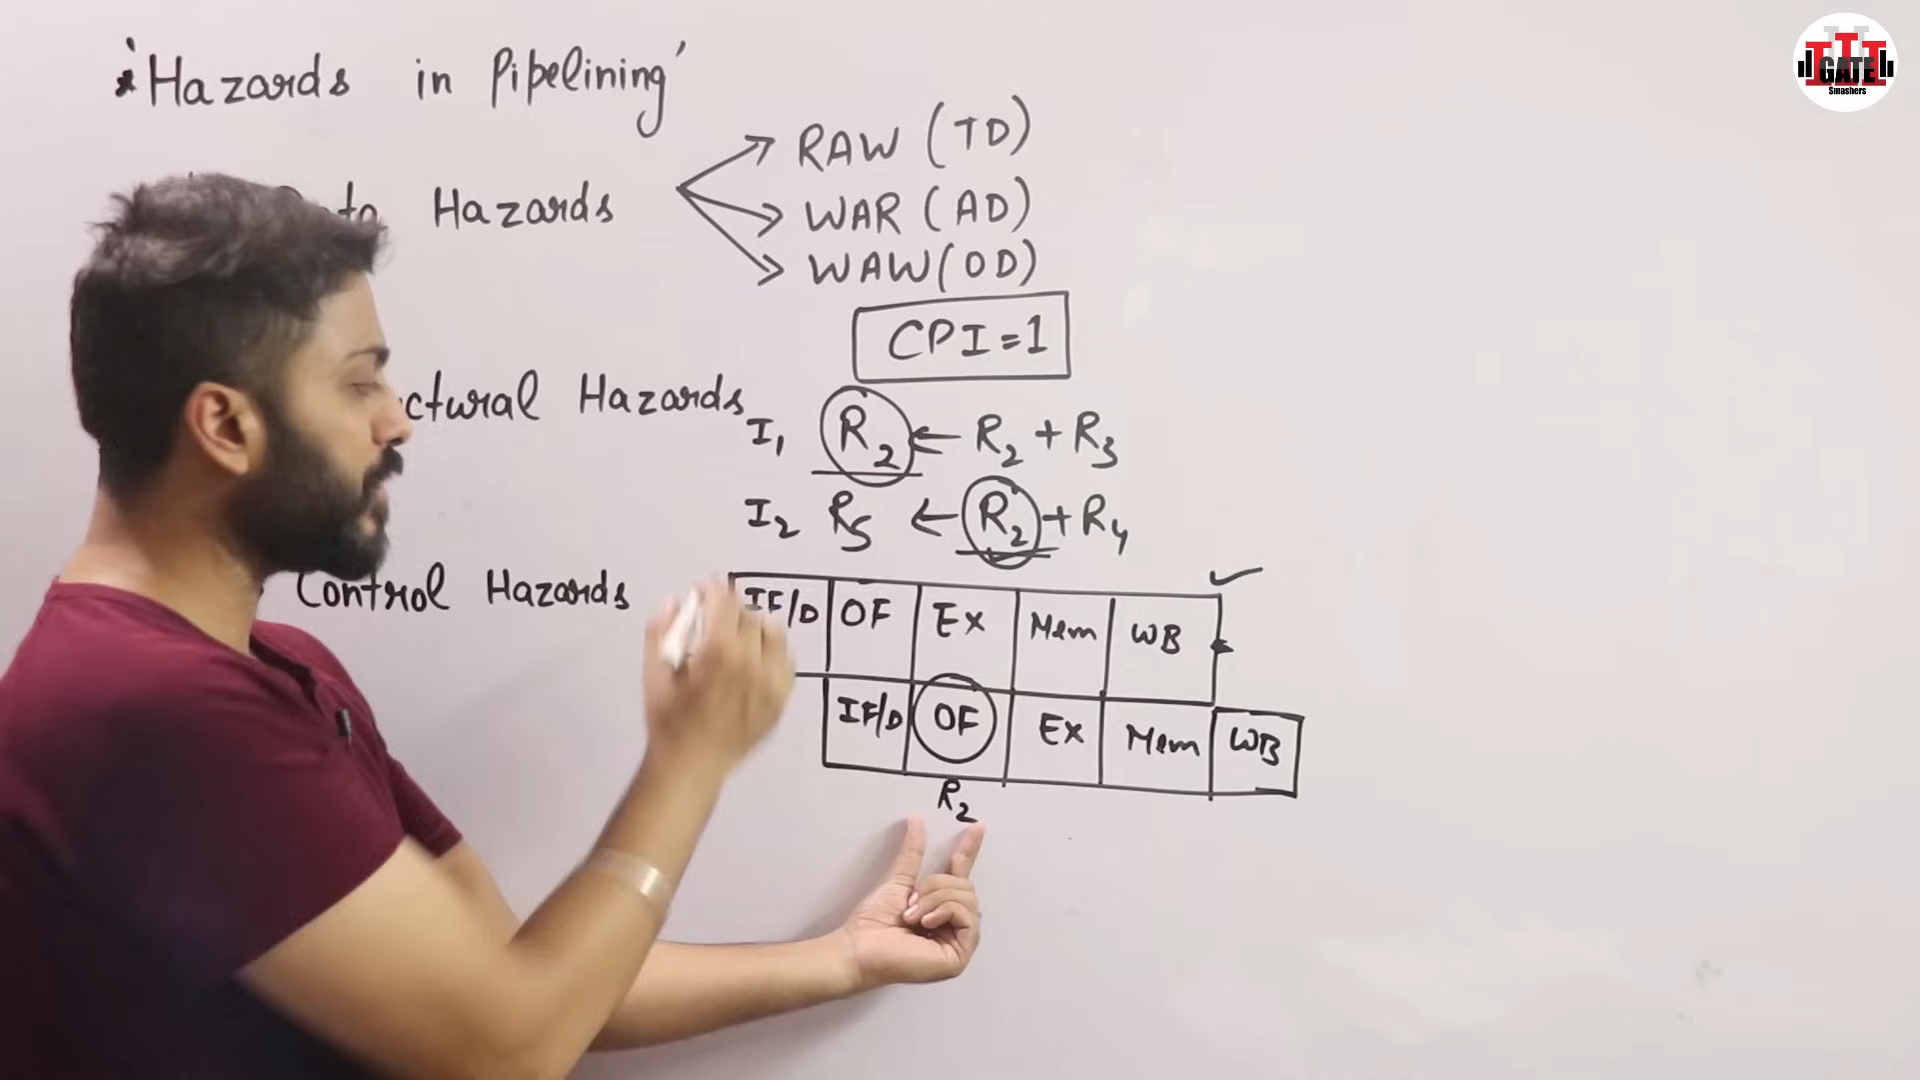 'Hazards in Pipelining'
Hazards
RAW (TD)
WAR (AD)
WAW (OD)
CPI=1
ctural Hazards
I1 R2 ← R2 + R3
I2 R5 ← R2 + R4
Control Hazards
IF/D OF Ex Mem WB
IF/D OF Ex Mem WB
R2
GATE
Smashers